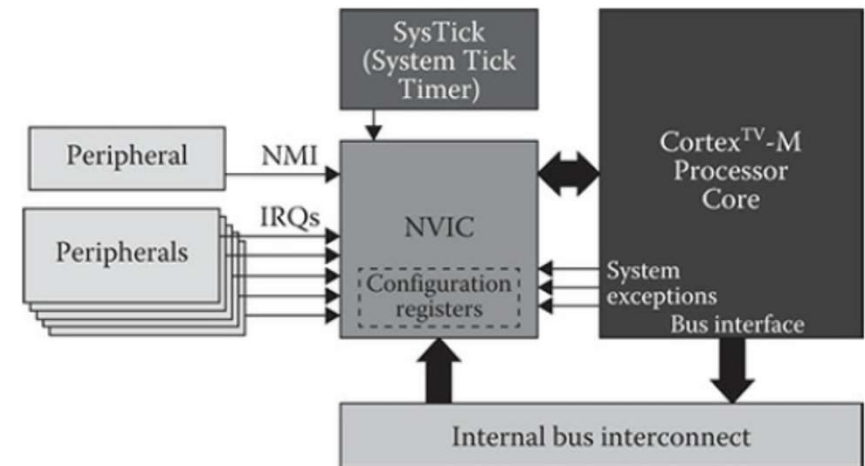 SysTick
(System Tick
Timer)
Peripheral
NMI
Cortex™ⱽ-M
Processor
Core
IRQs
Peripherals
NVIC
Configuration
registers
System
exceptions
Bus interface
Internal bus interconnect